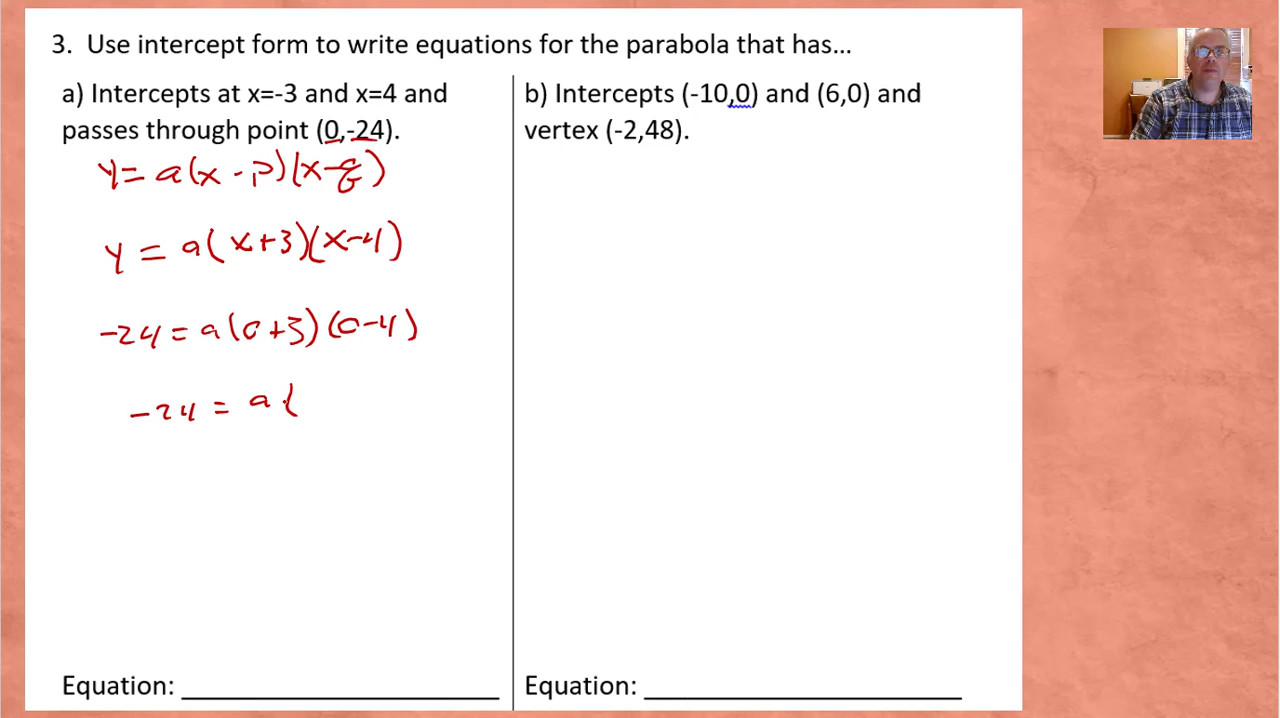 3. Use intercept form to write equations for the parabola that has...
a) Intercepts at x=-3 and x=4 and
passes through point (0,-24).
y = a(x - p)(x-q)
y = a(x+3)(x-4)
-24 = a(0+3)(0-4)
-24 = a(
Equation: ____________________
b) Intercepts (-10,0) and (6,0) and
vertex (-2,48).
Equation: ____________________